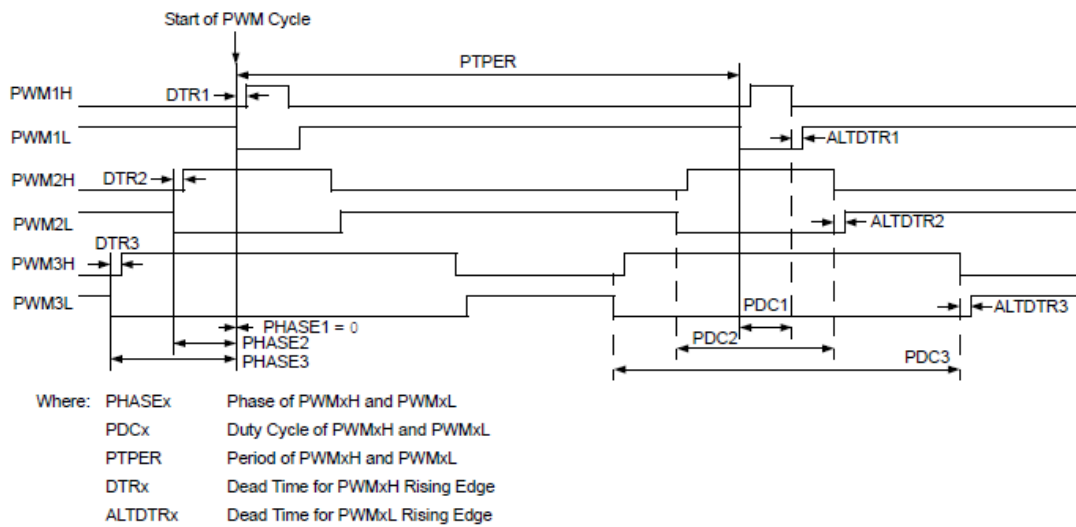 Start of PWM Cycle
PTPER
PWM1H
DTR1
PWM1L
ALTDTR1
PWM2H
DTR2
PWM2L
ALTDTR2
DTR3
PWM3H
PWM3L
PDC1
ALTDTR3
PHASE1 = 0
PHASE2
PDC2
PHASE3
PDC3
Where: PHASEx Phase of PWMxH and PWMxL
PDCx Duty Cycle of PWMxH and PWMxL
PTPER Period of PWMxH and PWMxL
DTRx Dead Time for PWMxH Rising Edge
ALTDTRx Dead Time for PWMxL Rising Edge